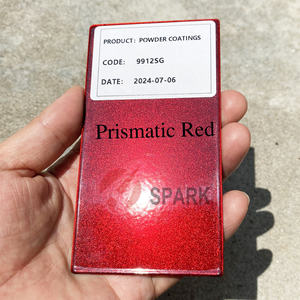 PRODUCT: POWDER COATINGS
CODE: 9912SG
DATE: 2024-07-06
Prismatic Red
SPARK